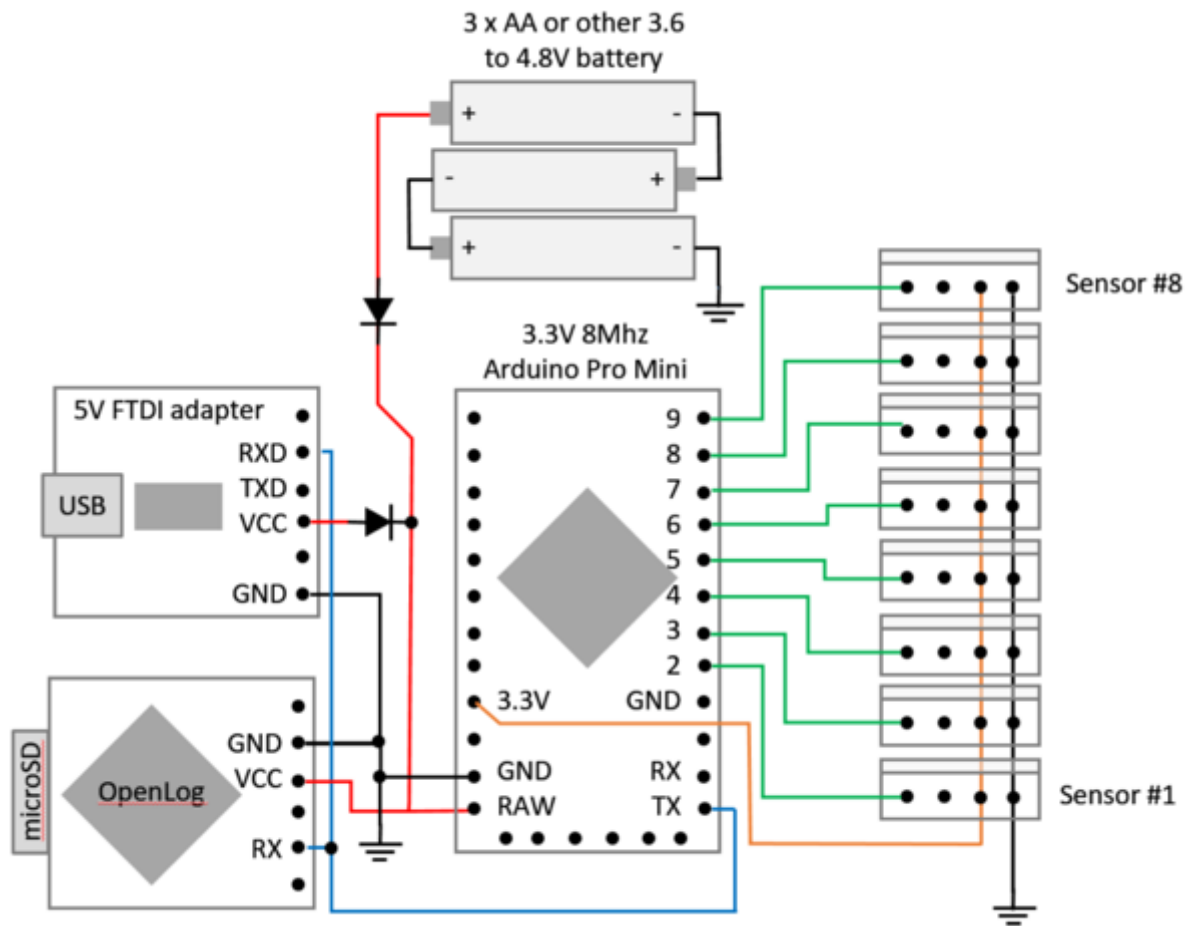 3 x AA or other 3.6
to 4.8V battery
+ -
- +
+ -
Sensor #8
3.3V 8Mhz
Arduino Pro Mini
5V FTDI adapter
RXD
TXD
USB
VCC
GND
9
8
7
6
5
4
3
2
3.3V GND
GND RX
RAW TX
microSD
OpenLog
GND
VCC
RX
Sensor #1